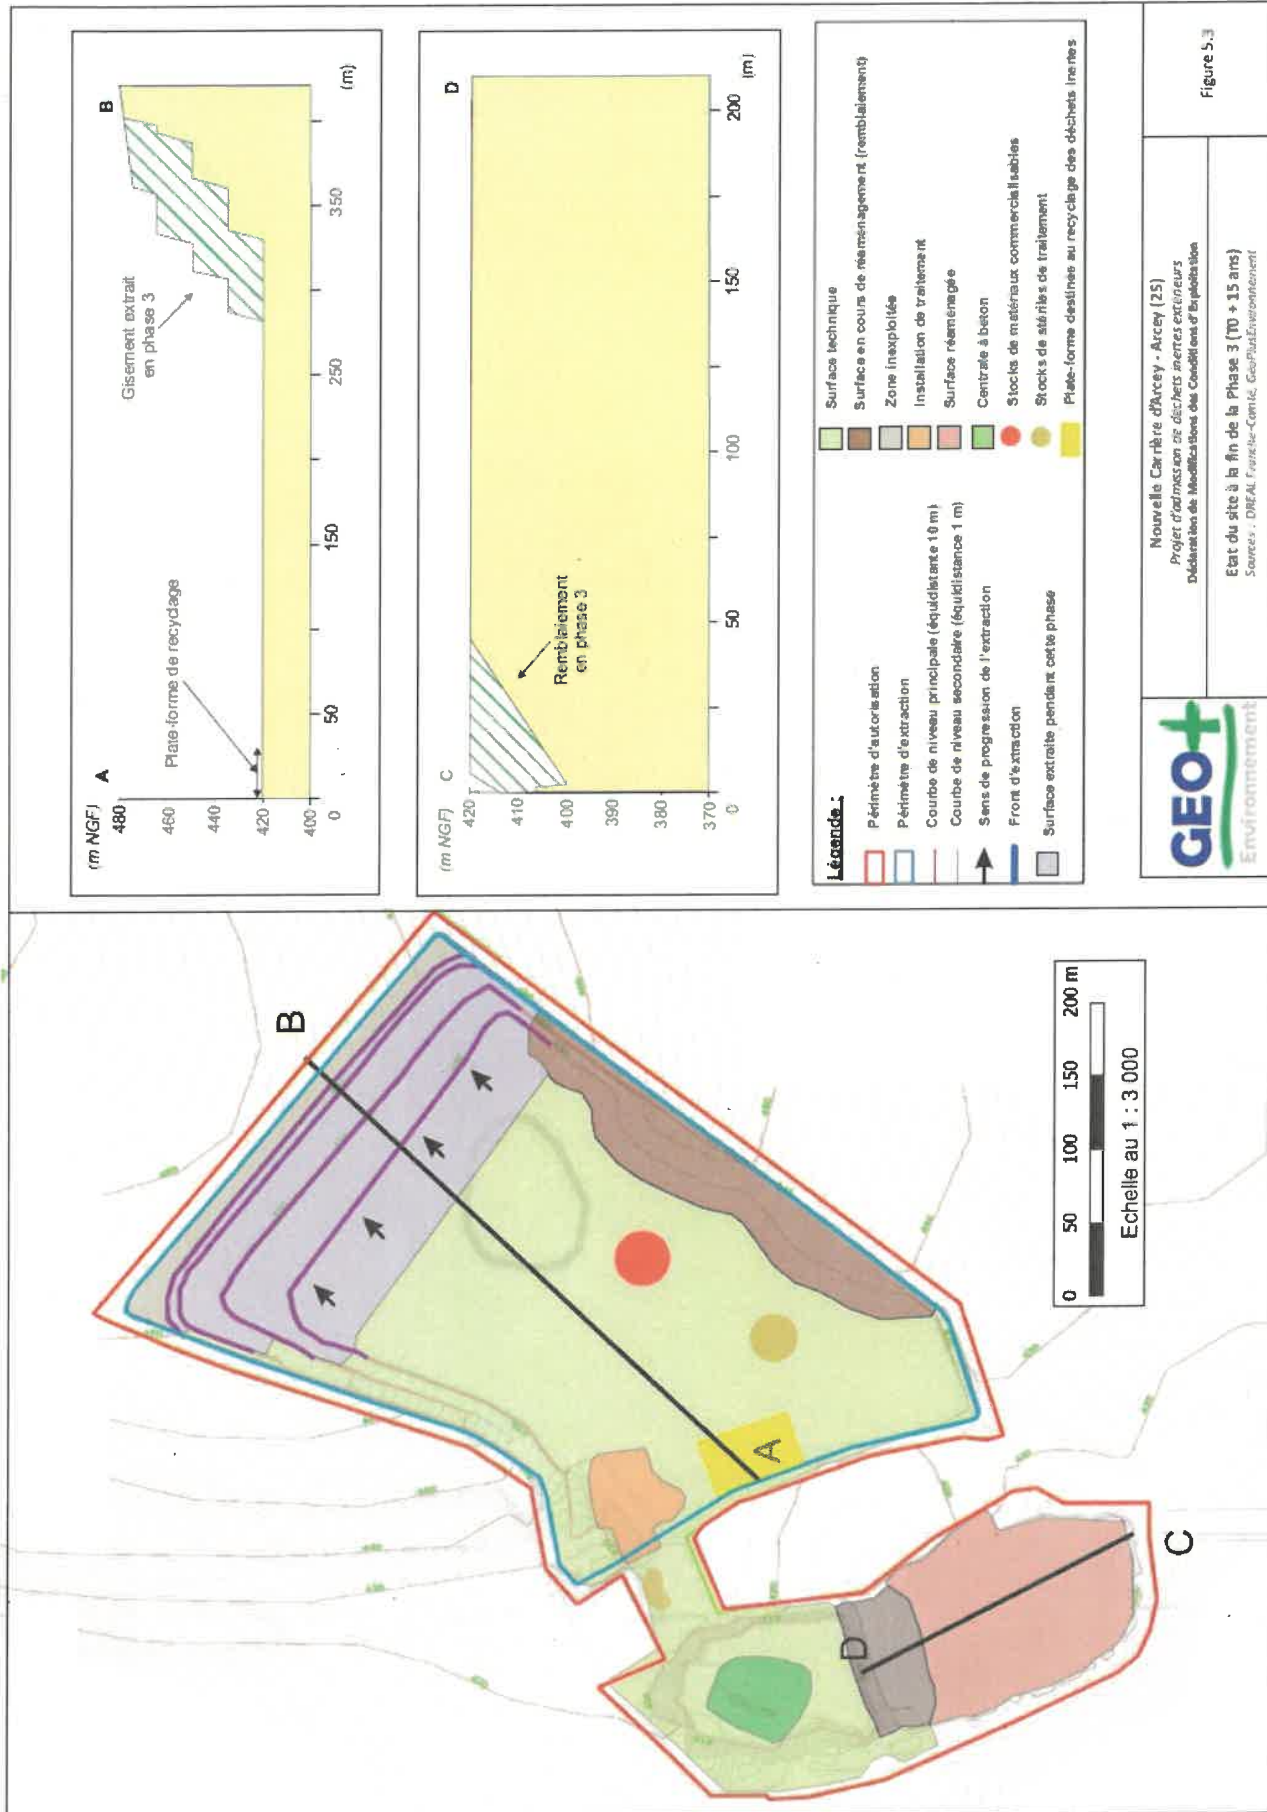 (m NGF)
A
B
480
460
440
420
400
0
50
150
250
350
(m)
Plate-forme de recyclage
Gisement extrait
en phase 3
(m NGF)
C
D
420
410
400
390
380
370
0
50
100
150
200
(m)
Remblaiement
en phase 3
Légende :
Périmètre d'autorisation
Périmètre d'extraction
Courbe de niveau principale (équidistante 10 m)
Courbe de niveau secondaire (équidistance 1 m)
Sens de progression de l'extraction
Front d'extraction
Surface extraite pendant cette phase
Surface technique
Surface en cours de réaménagement (remblaiement)
Zone inexploitée
Installation de traitement
Surface réaménagée
Centrale à béton
Stocks de matériaux commercialisables
Stocks de stériles de traitement
Plate-forme destinée au recyclage des déchets inertes
B
A
D
C
0 50 100 150 200 m
Echelle au 1 : 3 000
GEO+
Environnement
Nouvelle Carrière d'Arcey - Arcey (25)
Projet d'admission de déchets inertes extérieurs
Déclaration de Modifications des Conditions d'Exploitation
Etat du site à la fin de la Phase 3 (T0 + 15 ans)
Sources : DREAL Franche-Comté, GéoPlusEnvironnement
Figure 5.3